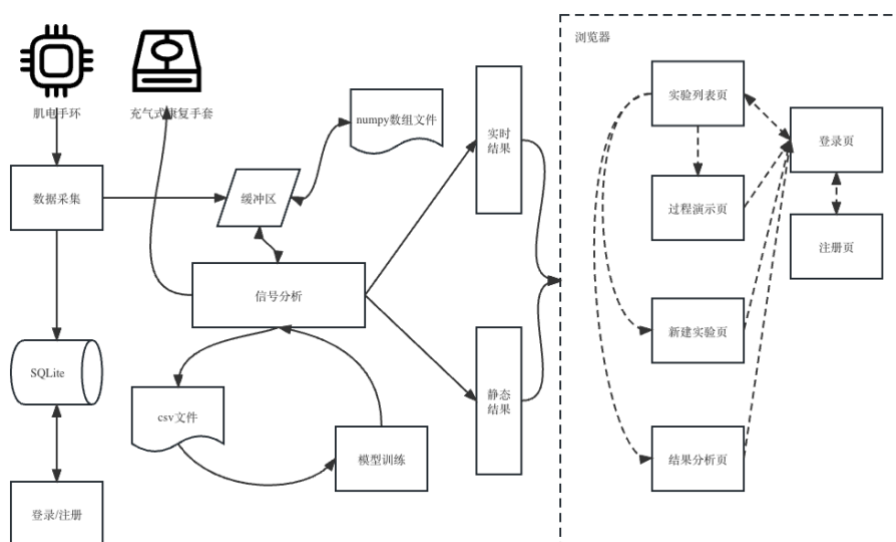 浏览器
肌电手环
充气式康复手套
numpy数组文件
实时
结果
实验列表页
登录页
数据采集
缓冲区
过程演示页
注册页
信号分析
新建实验页
SQLite
csv文件
静态
结果
模型训练
结果分析页
登录/注册